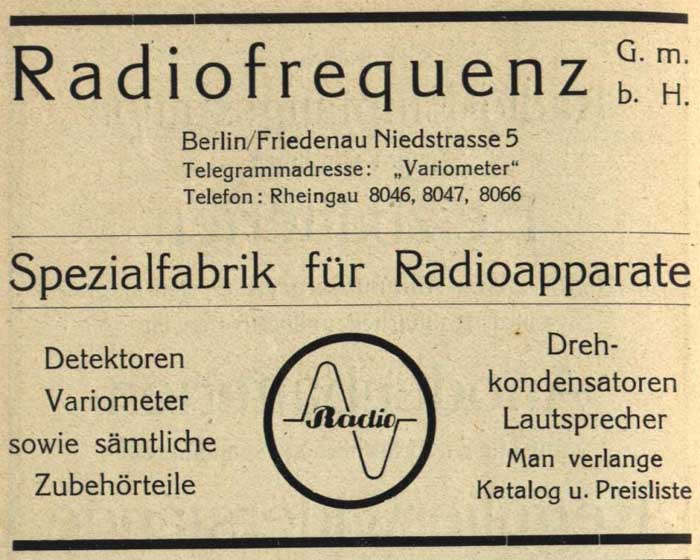 Radiofrequenz G. m. b. H.
Berlin/Friedenau Niedstrasse 5
Telegrammadresse: „Variometer“
Telefon: Rheingau 8046, 8047, 8066
Spezialfabrik für Radioapparate
Detektoren
Variometer
sowie sämtliche
Zubehörteile
Radio
Dreh-
kondensatoren
Lautsprecher
Man verlange
Katalog u. Preisliste